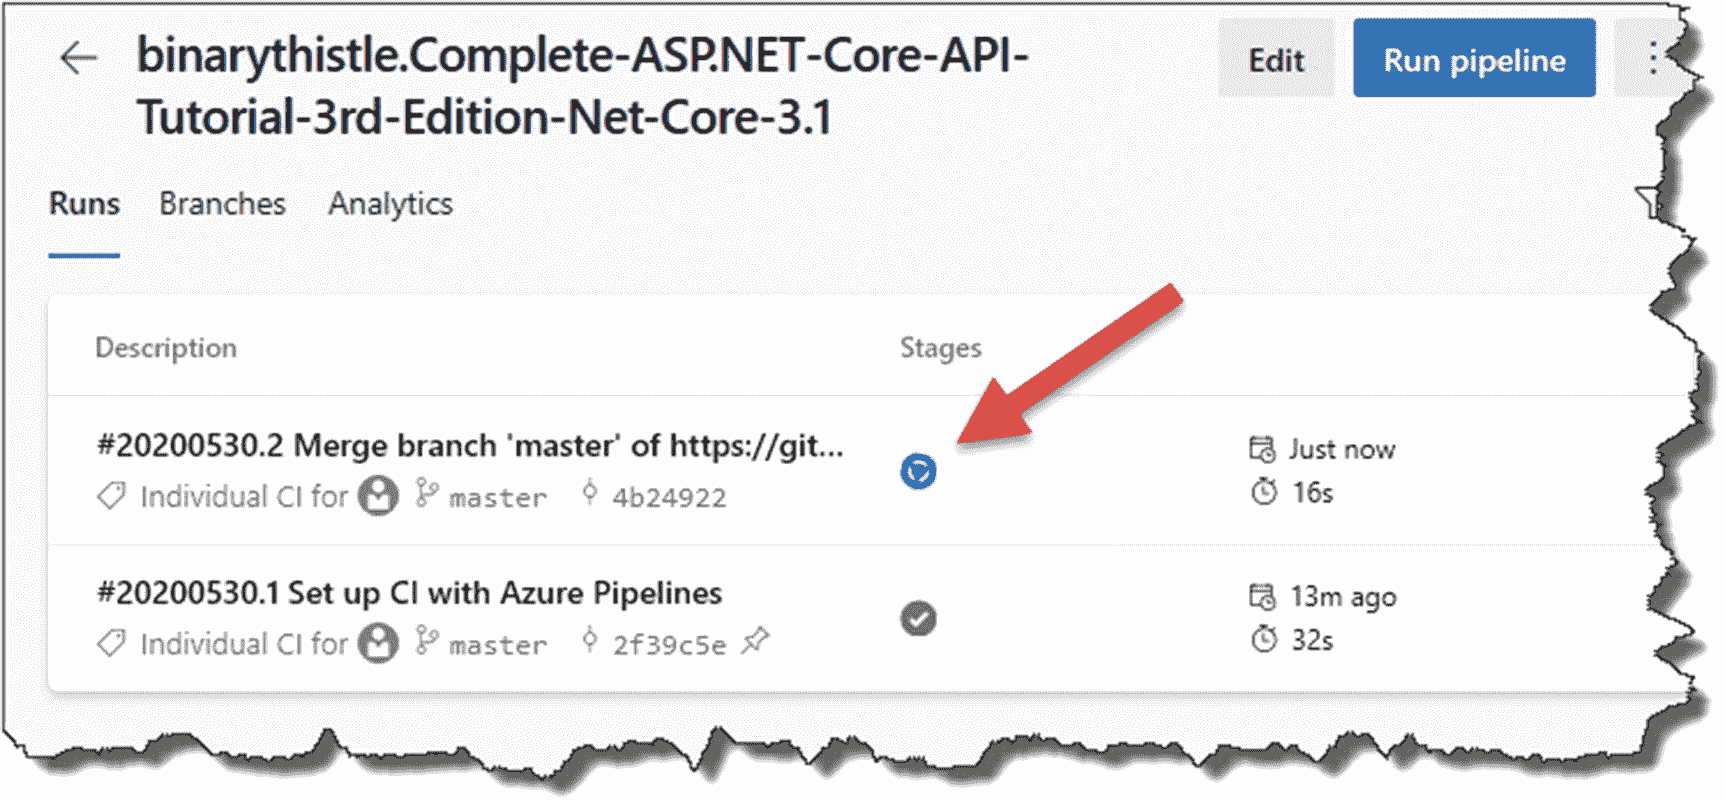 binarythistle.Complete-ASP.NET-Core-API-
Tutorial-3rd-Edition-Net-Core-3.1
Edit
Run pipeline
Runs Branches Analytics
Description Stages
#20200530.2 Merge branch 'master' of https://git...
Just now
Individual CI for master 4b24922
16s
#20200530.1 Set up CI with Azure Pipelines
13m ago
Individual CI for master 2f39c5e
32s